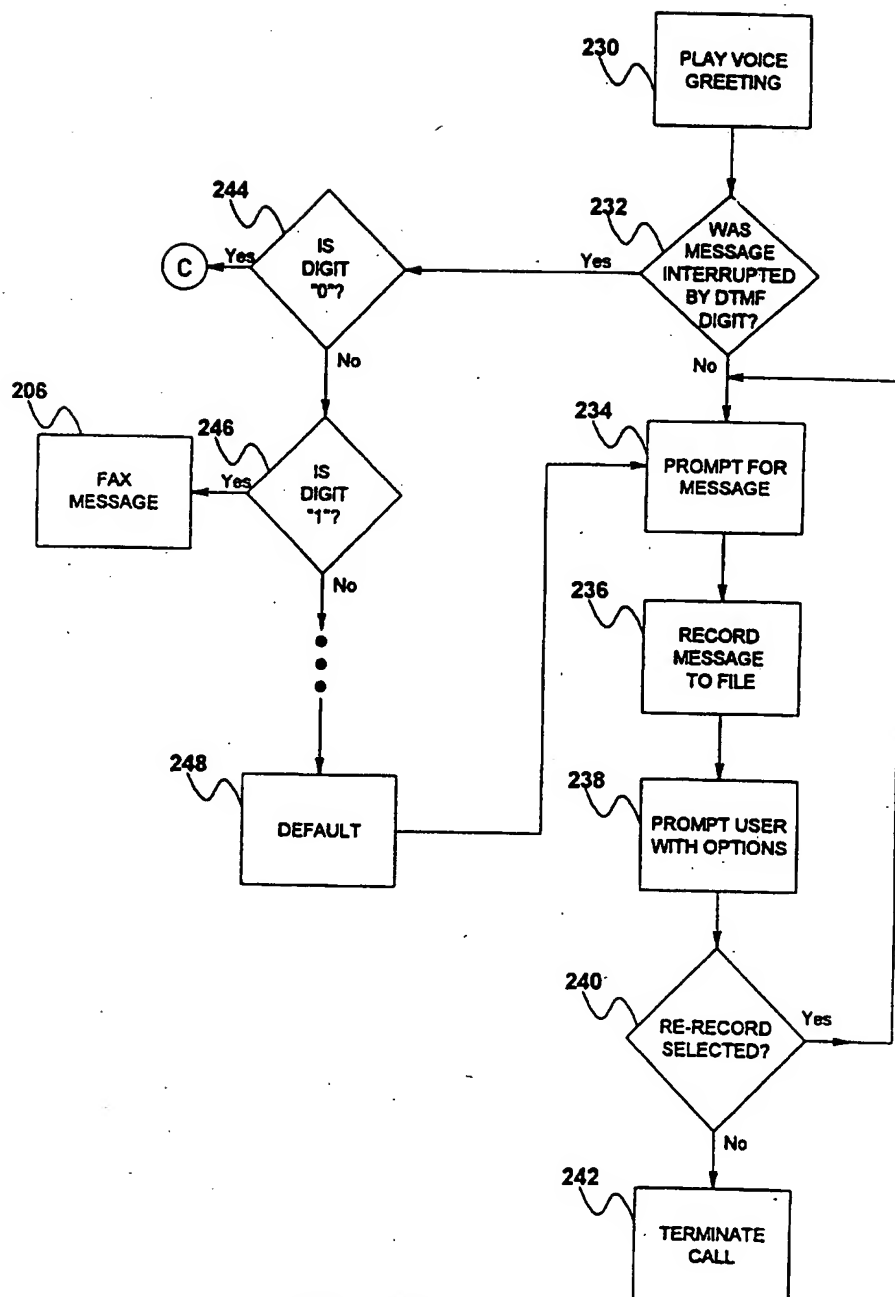 230
PLAY VOICE
GREETING
244
232
IS
DIGIT
"0"?
Yes
C
Yes
WAS
MESSAGE
INTERRUPTED
BY DTMF
DIGIT?
No
No
206
246
234
FAX
MESSAGE
Yes
IS
DIGIT
"1"?
PROMPT FOR
MESSAGE
No
236
RECORD
MESSAGE
TO FILE
248
DEFAULT
238
PROMPT USER
WITH OPTIONS
240
RE-RECORD
SELECTED?
Yes
No
242
TERMINATE
CALL